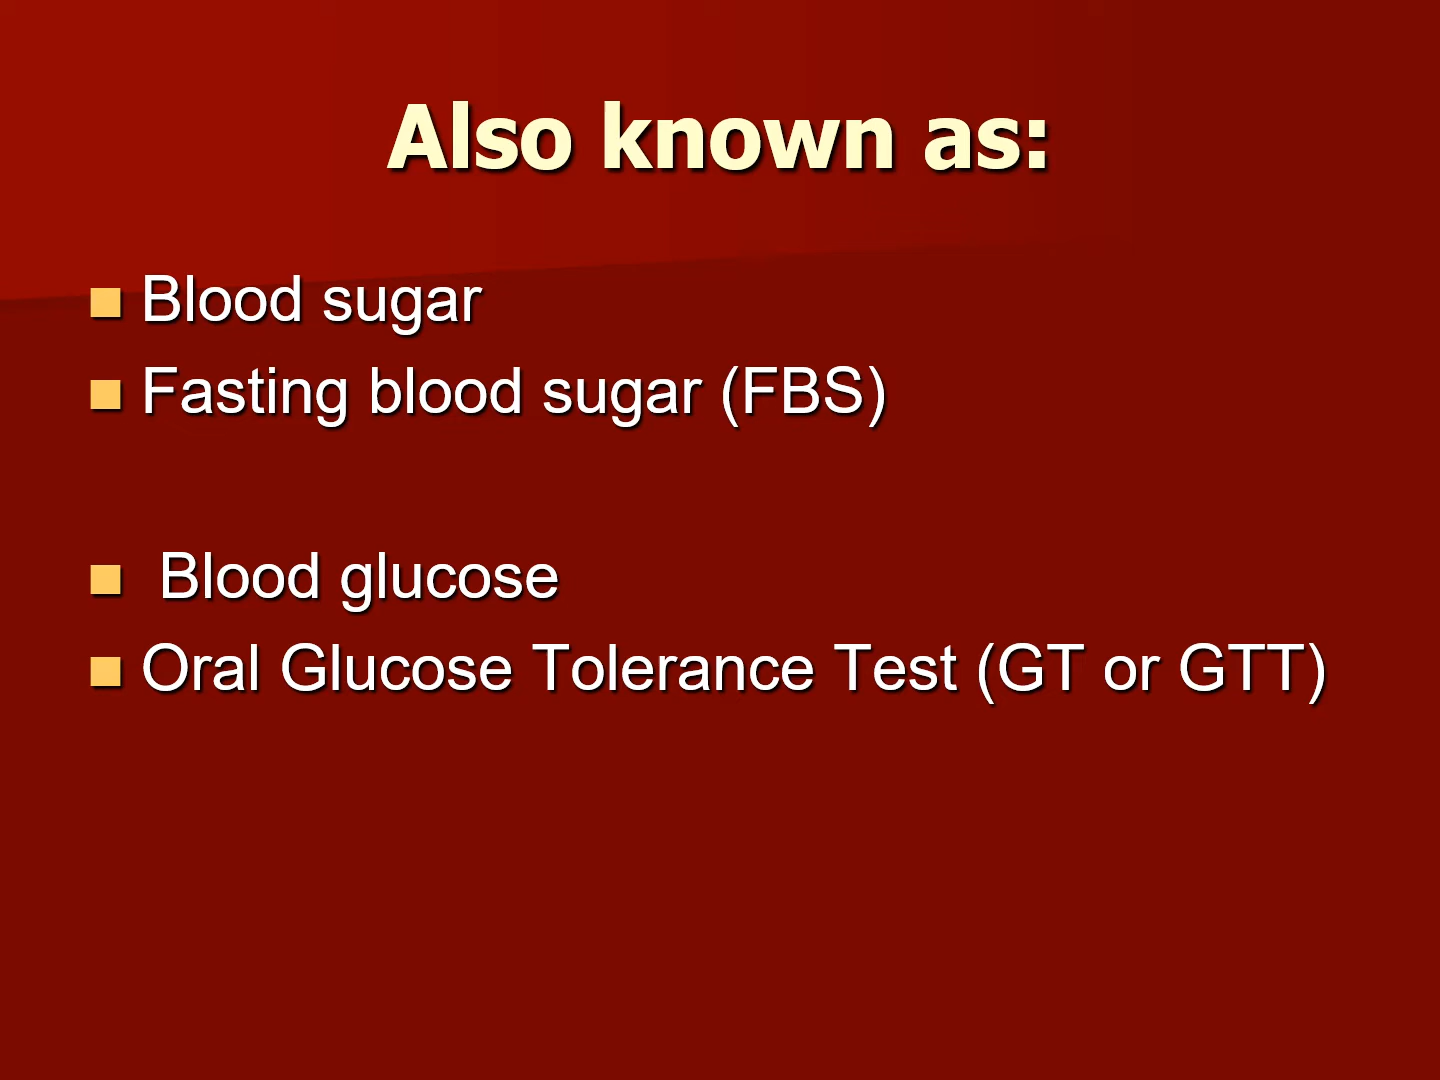 Also known as:
Blood sugar
Fasting blood sugar (FBS)
Blood glucose
Oral Glucose Tolerance Test (GT or GTT)